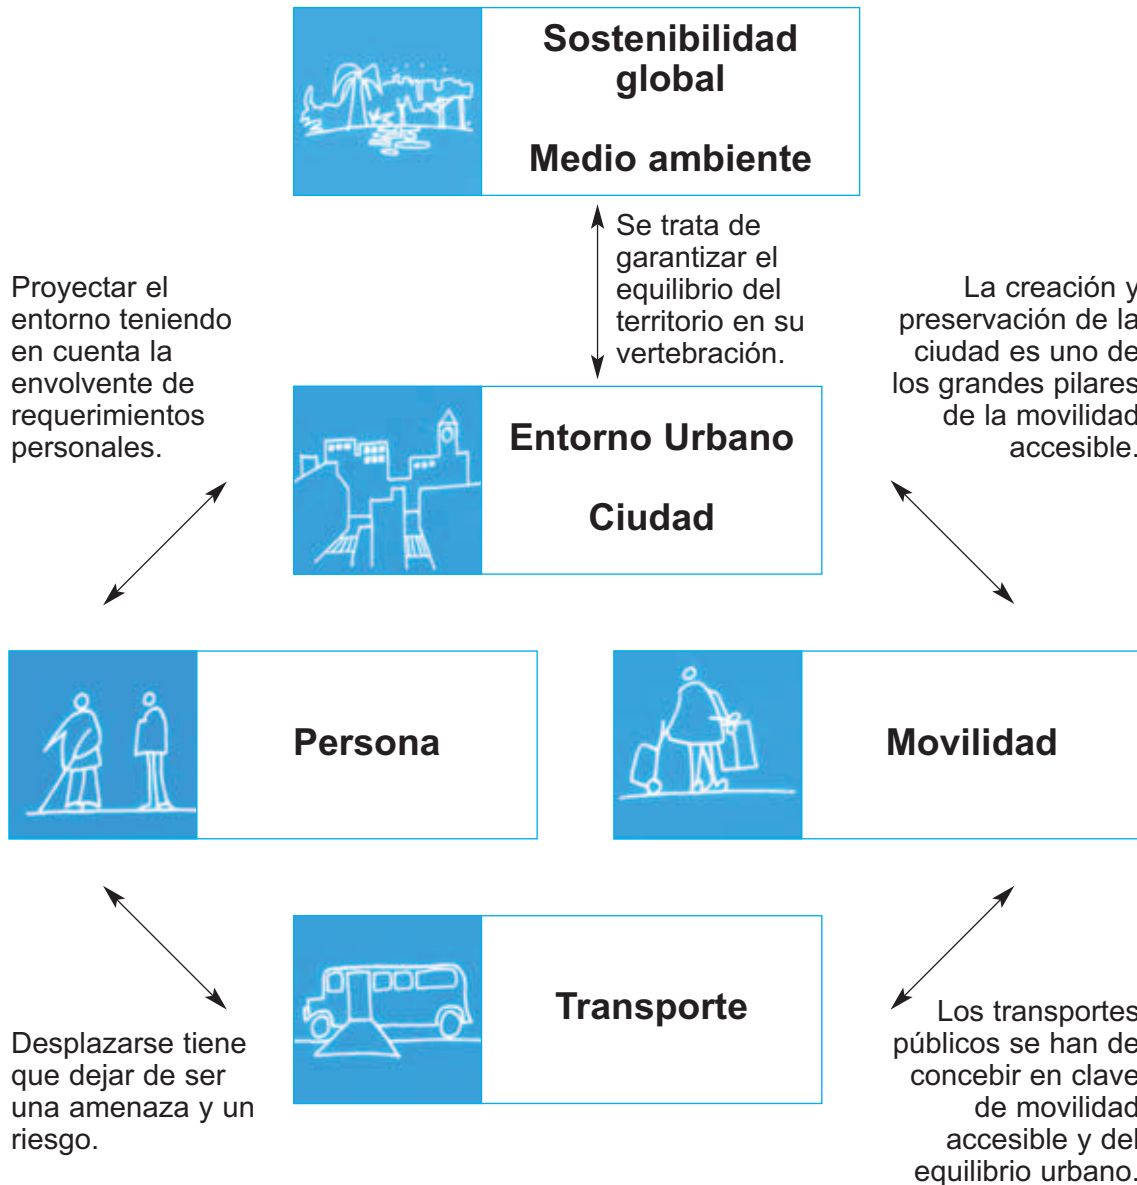 Sostenibilidad
global
Medio ambiente
Se trata de
garantizar el
equilibrio del
territorio en su
vertebración.
Proyectar el
entorno teniendo
en cuenta la
envolvente de
requerimientos
personales.
La creación y
preservación de la
ciudad es uno de
los grandes pilares
de la movilidad
accesible.
Entorno Urbano
Ciudad
Persona
Movilidad
Transporte
Desplazarse tiene
que dejar de ser
una amenaza y un
riesgo.
Los transportes
públicos se han de
concebir en clave
de movilidad
accesible y del
equilibrio urbano.